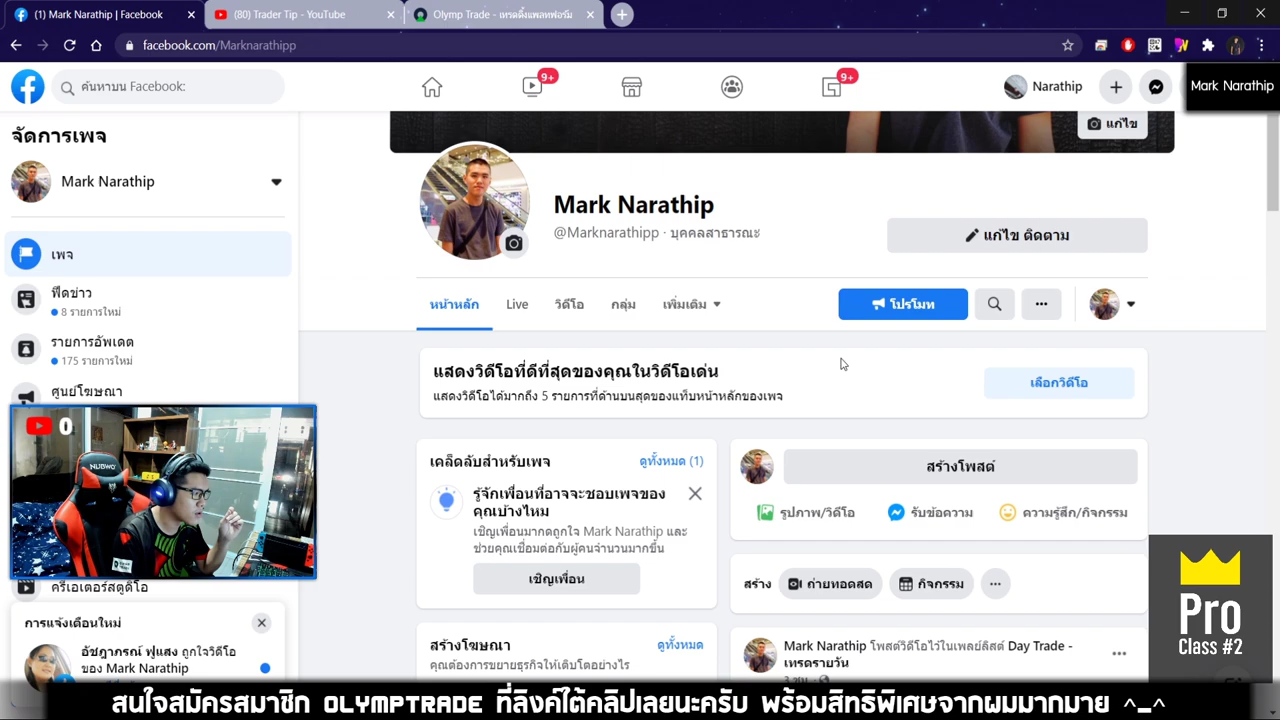 (1) Mark Narathip | Facebook
(80) Trader Tip - YouTube
Olymp Trade - เทรดดิ้งแพลทฟอร์ม
facebook.com/Marknarathipp
ค้นหาบน Facebook:
9+
9+
Narathip
Mark Narathip
จัดการเพจ
Mark Narathip
เพจ
ฟีดข่าว
8 รายการใหม่
รายการอัพเดต
175 รายการใหม่
ศูนย์โฆษณา
0
NUBWO
ครีเอเตอร์สตูดิโอ
การแจ้งเตือนใหม่
อัชฎาภรณ์ ฟูแสง ถูกใจวิดีโอ
ของ Mark Narathip
แก้ไข
Mark Narathip
@Marknarathipp · บุคคลสาธารณะ
แก้ไข ติดตาม
หน้าหลัก
Live
วิดีโอ
กลุ่ม
เพิ่มเติม
โปรโมท
แสดงวิดีโอที่ดีที่สุดของคุณในวิดีโอเด่น
แสดงวิดีโอได้มากถึง 5 รายการที่ด้านบนสุดของแท็บหน้าหลักของเพจ
เลือกวิดีโอ
เคล็ดลับสำหรับเพจ
ดูทั้งหมด (1)
รู้จักเพื่อนที่อาจจะชอบเพจของ
คุณบ้างไหม
เชิญเพื่อนมากดถูกใจ Mark Narathip และ
ช่วยคุณเชื่อมต่อกับผู้คนจำนวนมากขึ้น
เชิญเพื่อน
สร้างโฆษณา
ดูทั้งหมด
คุณต้องการขยายธุรกิจให้เติบโตอย่างไร
สร้างโพสต์
รูปภาพ/วิดีโอ
รับข้อความ
ความรู้สึก/กิจกรรม
สร้าง
ถ่ายทอดสด
กิจกรรม
Mark Narathip โพสต์วิดีโอไว้ในเพลย์ลิสต์ Day Trade -
เทรดรายวัน
3 ชม.
Pro
Class #2
สนใจสมัครสมาชิก OLYMPTRADE ที่ลิงค์ใต้คลิปเลยนะครับ พร้อมสิทธิพิเศษจากผมมากมาย ^_^